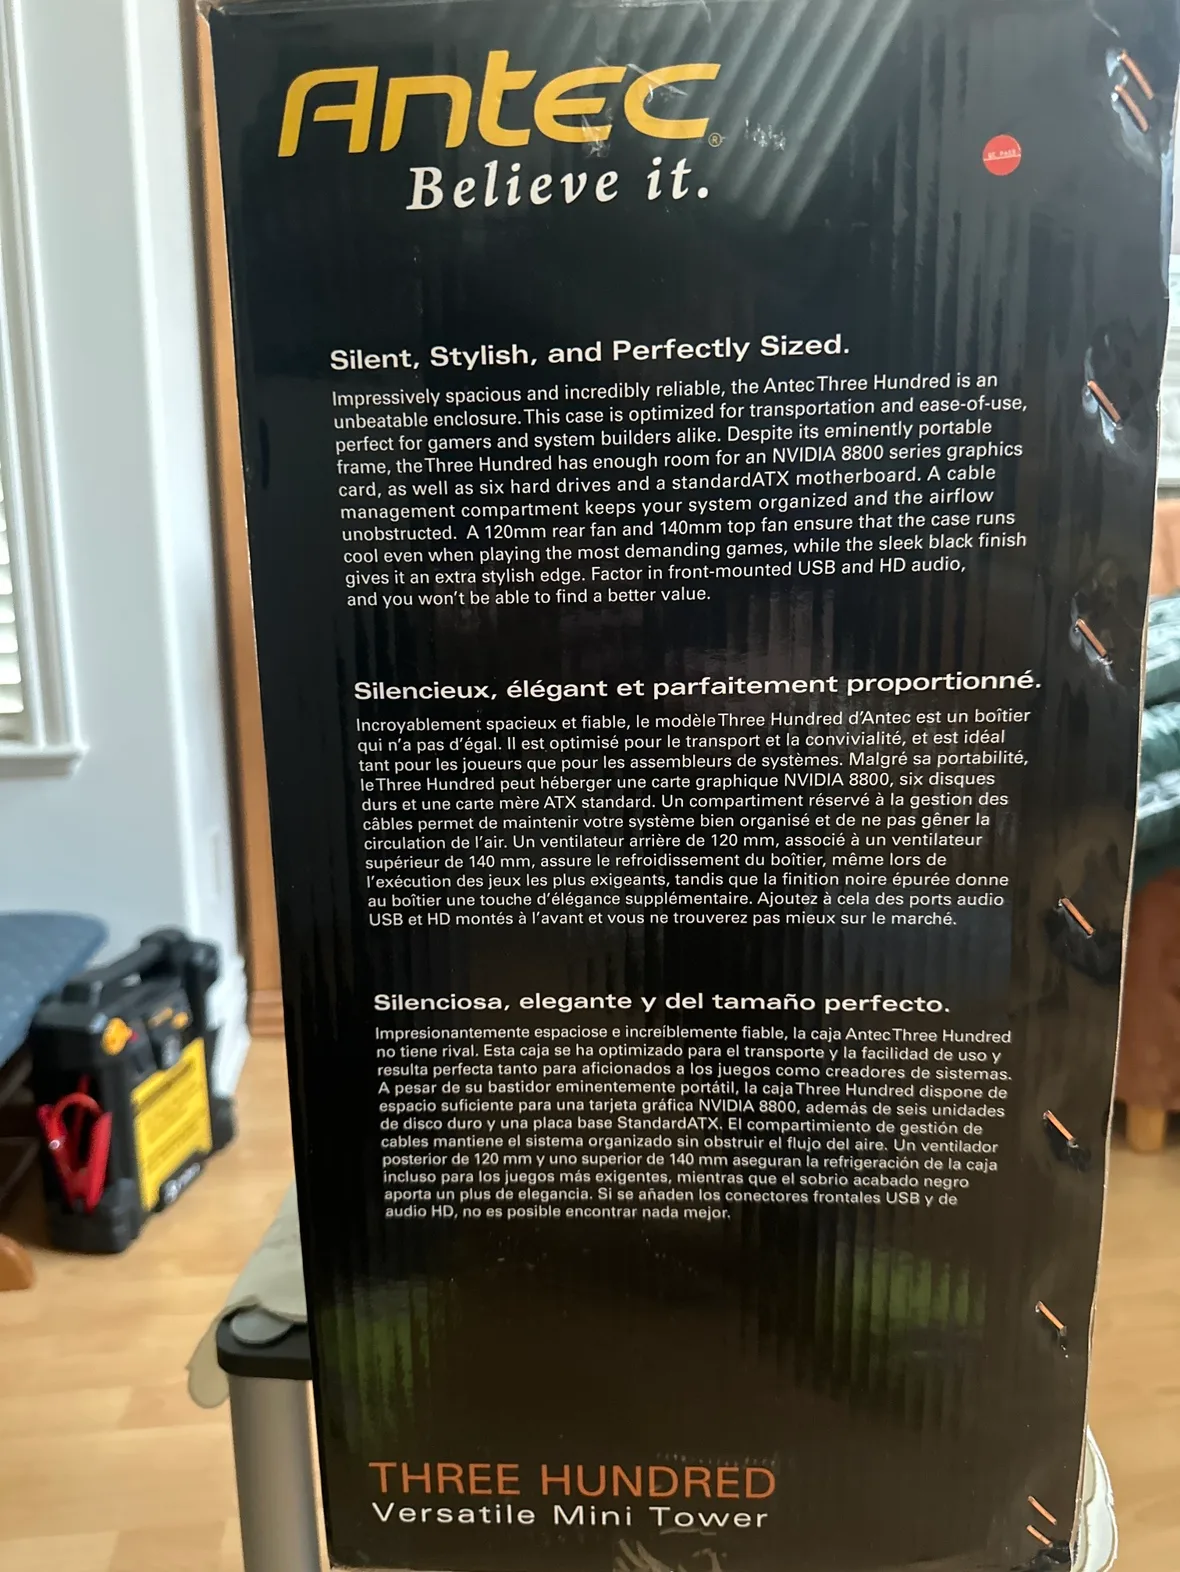 Antec®
Believe it.
QC PASS
Silent, Stylish, and Perfectly Sized.
Impressively spacious and incredibly reliable, the Antec Three Hundred is an
unbeatable enclosure. This case is optimized for transportation and ease-of-use,
perfect for gamers and system builders alike. Despite its eminently portable
frame, the Three Hundred has enough room for an NVIDIA 8800 series graphics
card, as well as six hard drives and a standardATX motherboard. A cable
management compartment keeps your system organized and the airflow
unobstructed. A 120mm rear fan and 140mm top fan ensure that the case runs
cool even when playing the most demanding games, while the sleek black finish
gives it an extra stylish edge. Factor in front-mounted USB and HD audio,
and you won't be able to find a better value.
Silencieux, élégant et parfaitement proportionné.
Incroyablement spacieux et fiable, le modèle Three Hundred d'Antec est un boîtier
qui n'a pas d'égal. Il est optimisé pour le transport et la convivialité, et est idéal
tant pour les joueurs que pour les assembleurs de systèmes. Malgré sa portabilité,
le Three Hundred peut héberger une carte graphique NVIDIA 8800, six disques
durs et une carte mère ATX standard. Un compartiment réservé à la gestion des
câbles permet de maintenir votre système bien organisé et de ne pas gêner la
circulation de l'air. Un ventilateur arrière de 120 mm, associé à un ventilateur
supérieur de 140 mm, assure le refroidissement du boîtier, même lors de
l'exécution des jeux les plus exigeants, tandis que la finition noire épurée donne
au boîtier une touche d'élégance supplémentaire. Ajoutez à cela des ports audio
USB et HD montés à l'avant et vous ne trouverez pas mieux sur le marché.
Silenciosa, elegante y del tamaño perfecto.
Impresionantemente espaciose e increíblemente fiable, la caja Antec Three Hundred
no tiene rival. Esta caja se ha optimizado para el transporte y la facilidad de uso y
resulta perfecta tanto para aficionados a los juegos como creadores de sistemas.
A pesar de su bastidor eminentemente portátil, la caja Three Hundred dispone de
espacio suficiente para una tarjeta gráfica NVIDIA 8800, además de seis unidades
de disco duro y una placa base StandardATX. El compartimiento de gestión de
cables mantiene el sistema organizado sin obstruir el flujo del aire. Un ventilador
posterior de 120 mm y uno superior de 140 mm aseguran la refrigeración de la caja
incluso para los juegos más exigentes, mientras que el sobrio acabado negro
aporta un plus de elegancia. Si se añaden los conectores frontales USB y de
audio HD, no es posible encontrar nada mejor.
THREE HUNDRED
Versatile Mini Tower